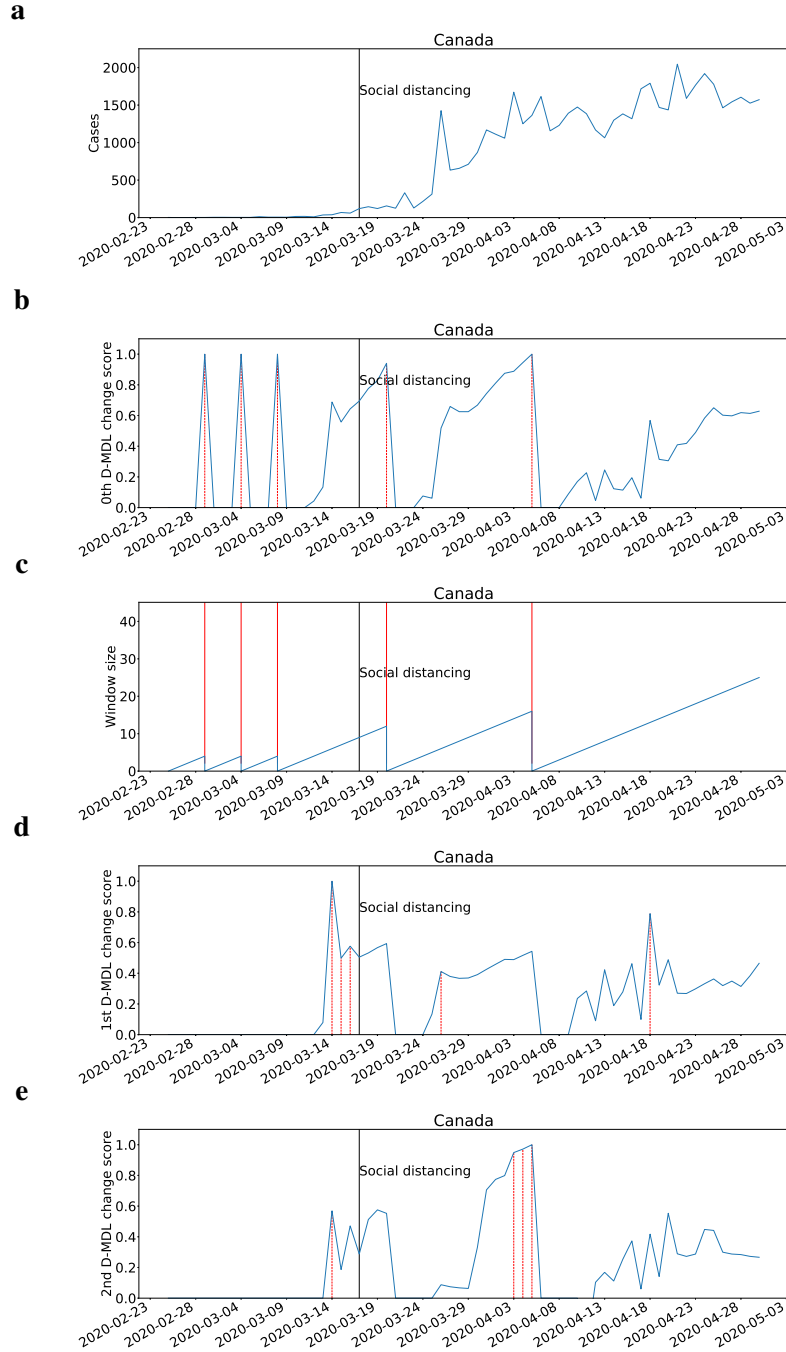 a
Canada
Cases
2000
1500
1000
500
0
Social distancing
2020-02-23 2020-02-28 2020-03-04 2020-03-09 2020-03-14 2020-03-19 2020-03-24 2020-03-29 2020-04-03 2020-04-08 2020-04-13 2020-04-18 2020-04-23 2020-04-28 2020-05-03
b
Canada
0th D-MDL change score
1.0
0.8
0.6
0.4
0.2
0.0
Social distancing
2020-02-23 2020-02-28 2020-03-04 2020-03-09 2020-03-14 2020-03-19 2020-03-24 2020-03-29 2020-04-03 2020-04-08 2020-04-13 2020-04-18 2020-04-23 2020-04-28 2020-05-03
c
Canada
Window size
40
30
20
10
0
Social distancing
2020-02-23 2020-02-28 2020-03-04 2020-03-09 2020-03-14 2020-03-19 2020-03-24 2020-03-29 2020-04-03 2020-04-08 2020-04-13 2020-04-18 2020-04-23 2020-04-28 2020-05-03
d
Canada
1st D-MDL change score
1.0
0.8
0.6
0.4
0.2
0.0
Social distancing
2020-02-23 2020-02-28 2020-03-04 2020-03-09 2020-03-14 2020-03-19 2020-03-24 2020-03-29 2020-04-03 2020-04-08 2020-04-13 2020-04-18 2020-04-23 2020-04-28 2020-05-03
e
Canada
2nd D-MDL change score
1.0
0.8
0.6
0.4
0.2
0.0
Social distancing
2020-02-23 2020-02-28 2020-03-04 2020-03-09 2020-03-14 2020-03-19 2020-03-24 2020-03-29 2020-04-03 2020-04-08 2020-04-13 2020-04-18 2020-04-23 2020-04-28 2020-05-03